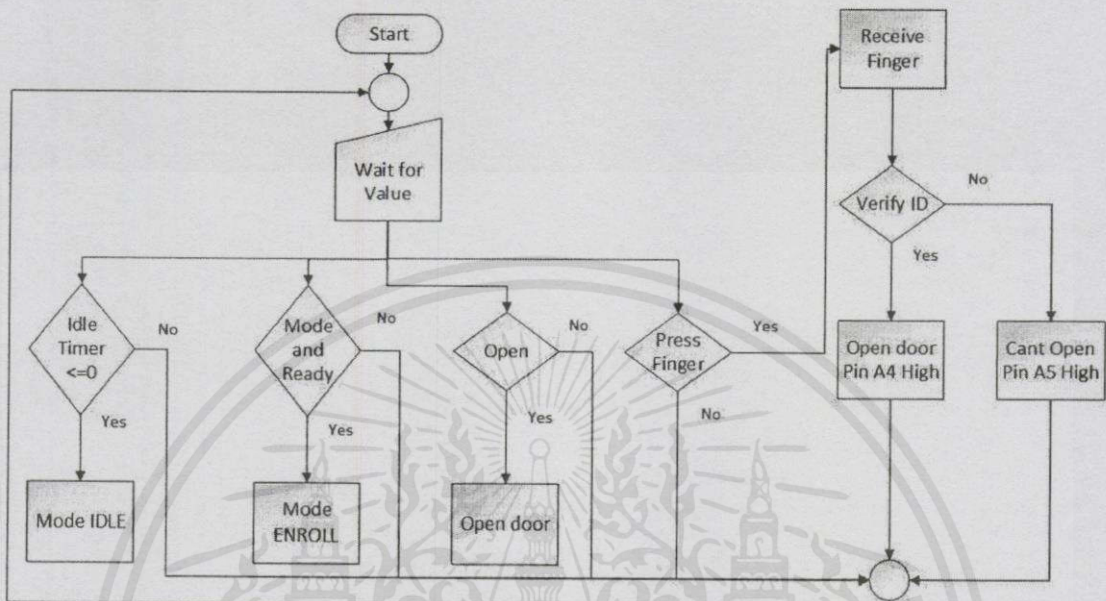 Start
Wait for
Value
Idle
Timer
<=0
No
Yes
Mode IDLE
Mode
and
Ready
No
Yes
Mode
ENROLL
Open
No
Yes
Open door
Press
Finger
Yes
No
Receive
Finger
Verify ID
No
Yes
Open door
Pin A4 High
Cant Open
Pin A5 High